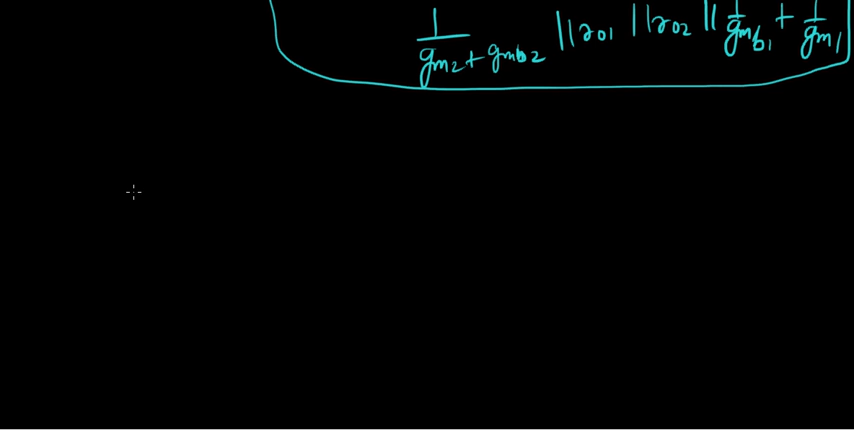 1/(gm2 + gmb2) || ro1 || ro2 || 1/gmb1 + 1/gm1